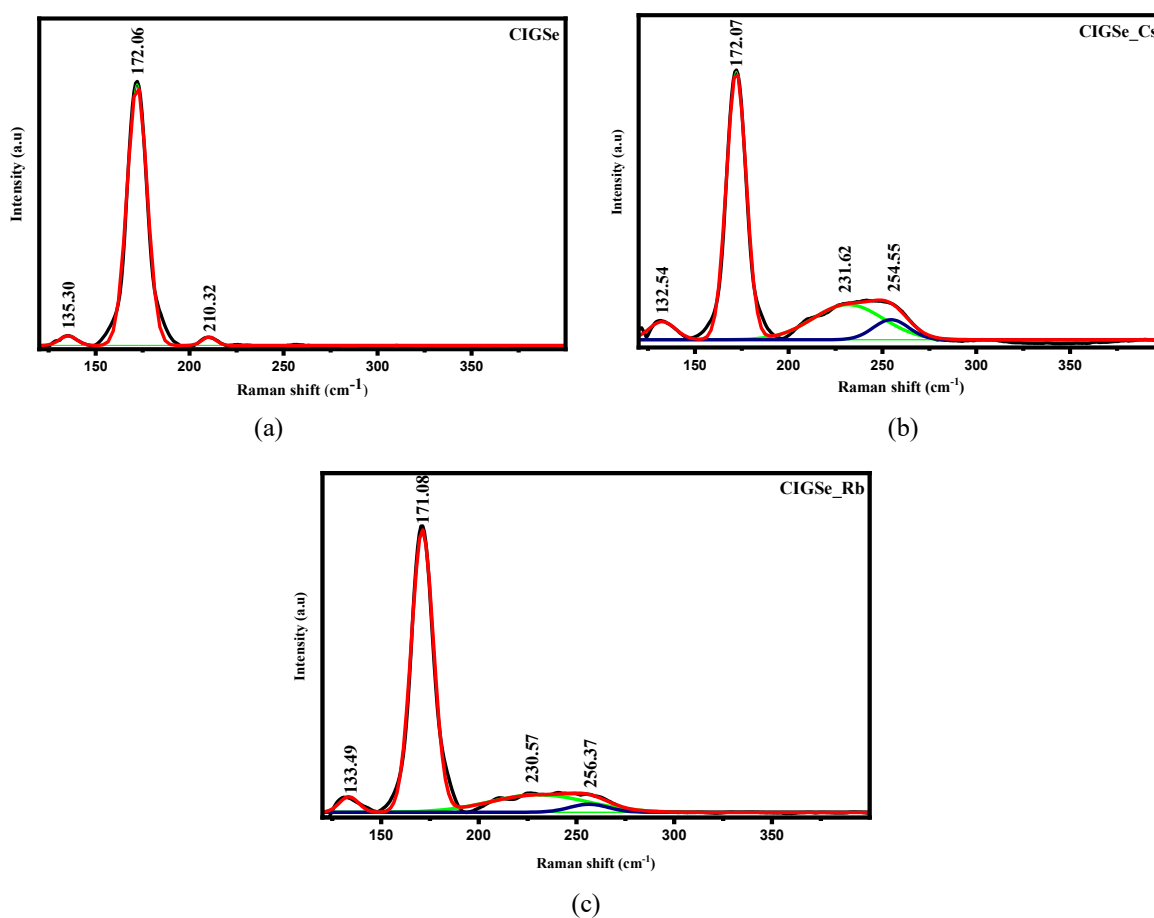 CIGSe
172.06
135.30
210.32
Intensity (a.u)
150 200 250 300 350
Raman shift (cm-1)
(a)
CIGSe_Cs
172.07
132.54
231.62
254.55
Intensity (a.u)
150 200 250 300 350
Raman shift (cm-1)
(b)
CIGSe_Rb
171.08
133.49
230.57
256.37
Intensity (a.u)
150 200 250 300 350
Raman shift (cm-1)
(c)